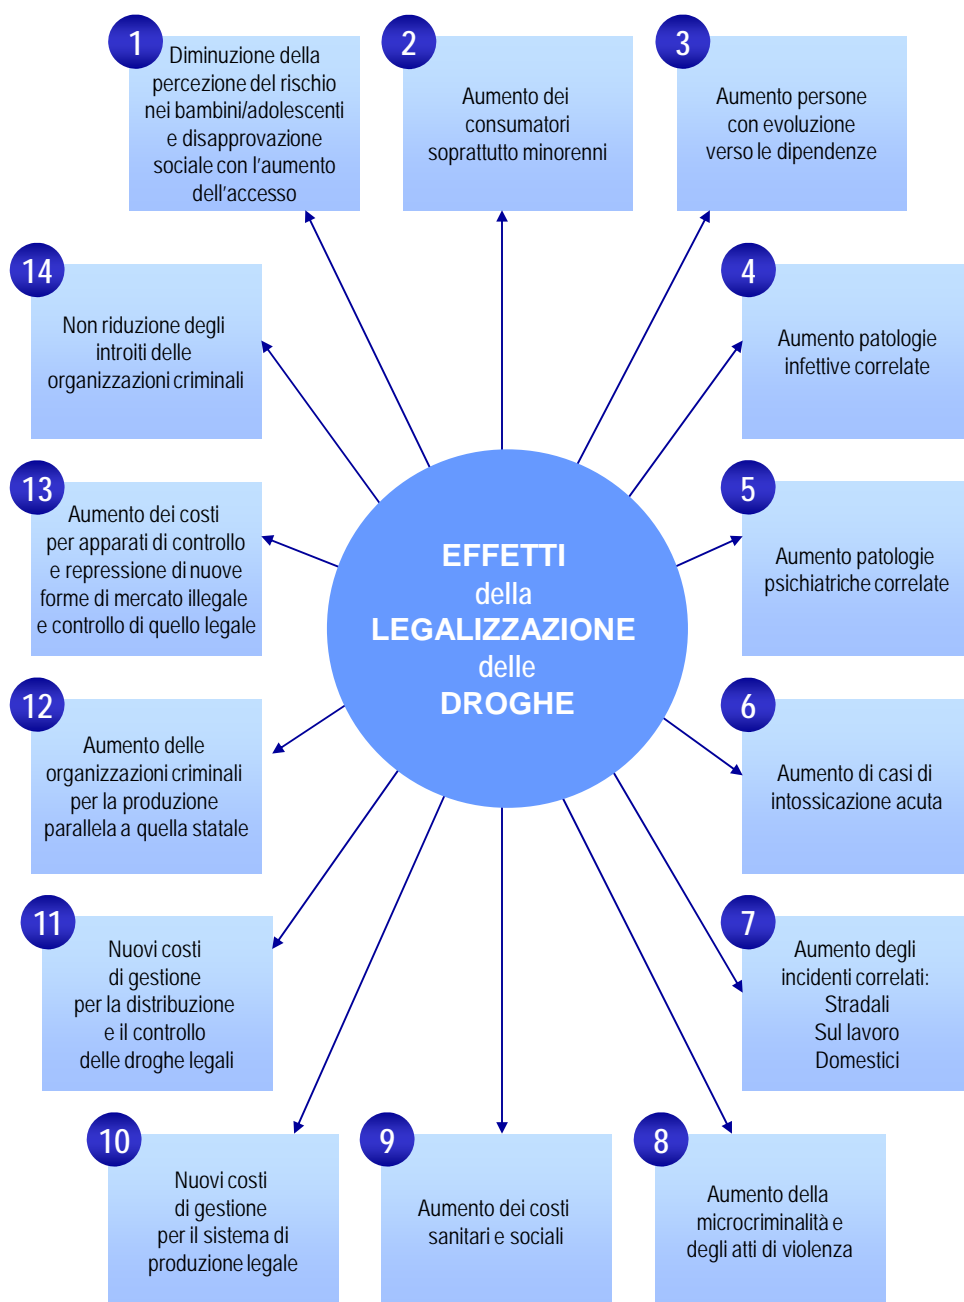 1
Diminuzione della
percezione del rischio
nei bambini/adolescenti
e disapprovazione
sociale con l'aumento
dell'accesso
2
Aumento dei
consumatori
soprattutto minorenni
3
Aumento persone
con evoluzione
verso le dipendenze
14
Non riduzione degli
introiti delle
organizzazioni criminali
4
Aumento patologie
infettive correlate
13
Aumento dei costi
per apparati di controllo
e repressione di nuove
forme di mercato illegale
e controllo di quello legale
5
Aumento patologie
psichiatriche correlate
EFFETTI
della
LEGALIZZAZIONE
delle
DROGHE
12
Aumento delle
organizzazioni criminali
per la produzione
parallela a quella statale
6
Aumento di casi di
intossicazione acuta
11
Nuovi costi
di gestione
per la distribuzione
e il controllo
delle droghe legali
7
Aumento degli
incidenti correlati:
Stradali
Sul lavoro
Domestici
10
Nuovi costi
di gestione
per il sistema di
produzione legale
9
Aumento dei costi
sanitari e sociali
8
Aumento della
microcriminalità e
degli atti di violenza